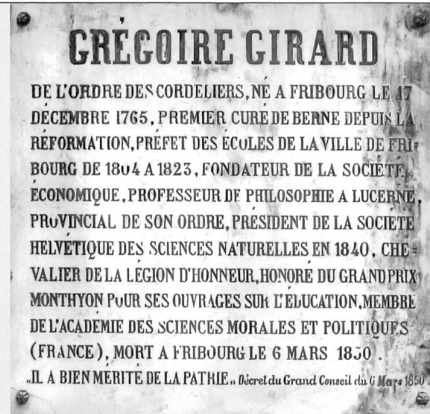 GRÉGOIRE GIRARD
DE L'ORDRE DES CORDELIERS, NÉ A FRIBOURG LE 17
DÉCEMBRE 1765, PREMIER CURÉ DE BERNE DEPUIS LA
RÉFORMATION, PRÉFET DES ÉCOLES DE LA VILLE DE FRI-
BOURG DE 1804 A 1823, FONDATEUR DE LA SOCIÉTÉ
ÉCONOMIQUE, PROFESSEUR DE PHILOSOPHIE A LUCERNE,
PROVINCIAL DE SON ORDRE, PRÉSIDENT DE LA SOCIÉTÉ
HELVÉTIQUE DES SCIENCES NATURELLES EN 1840, CHE-
VALIER DE LA LÉGION D'HONNEUR, HONORÉ DU GRAND PRIX
MONTHYON POUR SES OUVRAGES SUR L'ÉDUCATION, MEMBRE
DE L'ACADÉMIE DES SCIENCES MORALES ET POLITIQUES
(FRANCE), MORT A FRIBOURG LE 6 MARS 1850.
„IL A BIEN MÉRITÉ DE LA PATRIE„ Décret du Grand Conseil du 6 Mars 1850.